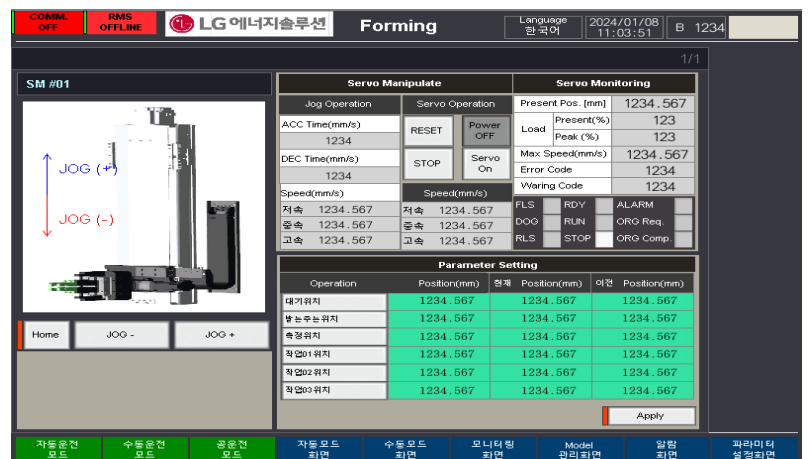 COMM. OFF
RMS OFFLINE
LG 에너지솔루션
Forming
Language 한국어
2024/01/08 11:03:51
B 1234
1/1
SM #01
JOG (+)
JOG (-)
Home JOG - JOG +
Servo Manipulate
Jog Operation Servo Operation
ACC Time(mm/s)
1234
DEC Time(mm/s)
1234
RESET Power OFF
STOP Servo On
Speed(mm/s) Speed(mm/s)
저속 1234.567 저속 1234.567
중속 1234.567 중속 1234.567
고속 1234.567 고속 1234.567
Servo Monitoring
Present Pos. [mm] 1234.567
Load Present(%) 123
Peak (%) 123
Max Speed(mm/s) 1234.567
Error Code 1234
Waring Code 1234
FLS RDY ALARM
DOG RUN ORG Req.
RLS STOP ORG Comp.
Parameter Setting
Operation Position(mm) 현재 Position(mm) 이전 Position(mm)
대기위치 1234.567 1234.567 1234.567
받는주는위치 1234.567 1234.567 1234.567
측정위치 1234.567 1234.567 1234.567
작업01위치 1234.567 1234.567 1234.567
작업02위치 1234.567 1234.567 1234.567
작업03위치 1234.567 1234.567 1234.567
Apply
자동운전 모드 수동운전 모드 공운전 모드 자동모드 화면 수동모드 화면 모니터링 화면 Model 관리화면 알람 화면 파라미터 설정화면